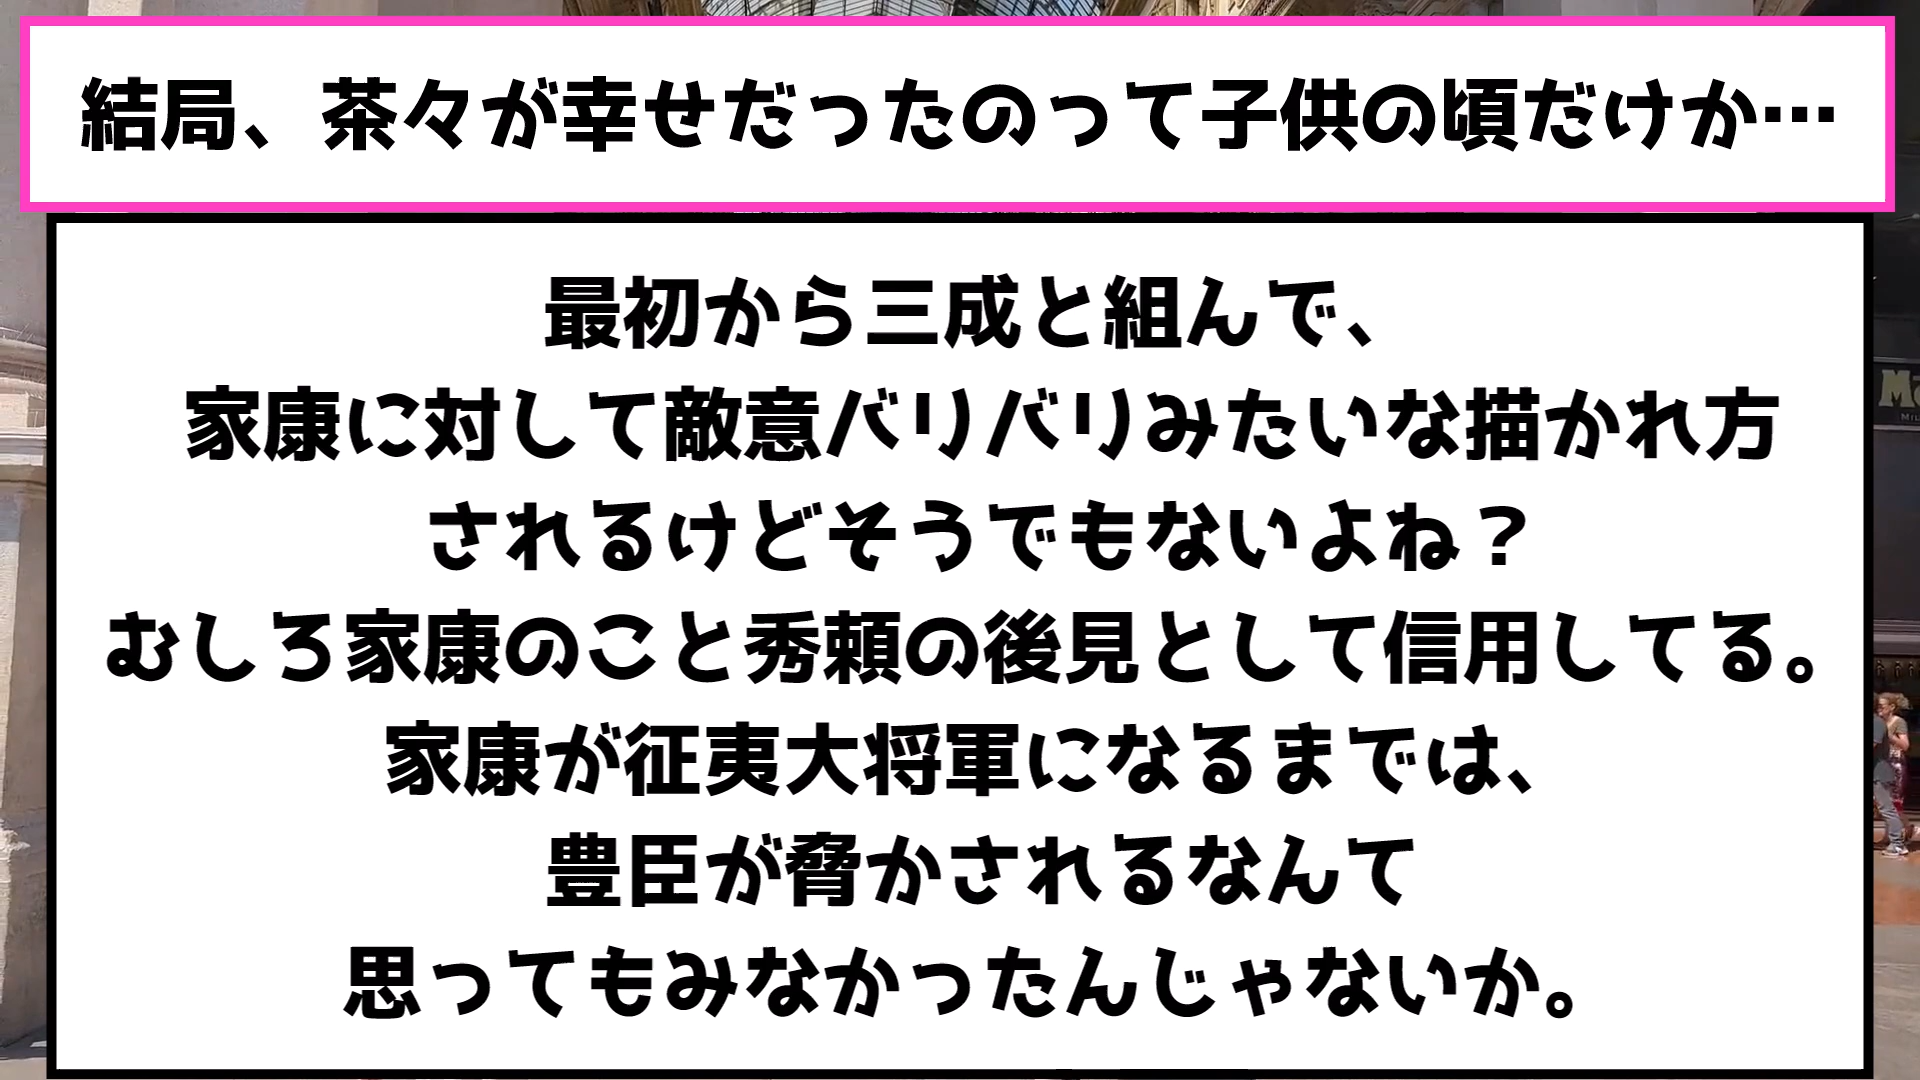 結局、茶々が幸せだったのって子供の頃だけか…
最初から三成と組んで、
家康に対して敵意バリバリみたいな描かれ方
されるけどそうでもないよね？
むしろ家康のこと秀頼の後見として信用してる。
家康が征夷大将軍になるまでは、
豊臣が脅かされるなんて
思ってもみなかったんじゃないか。